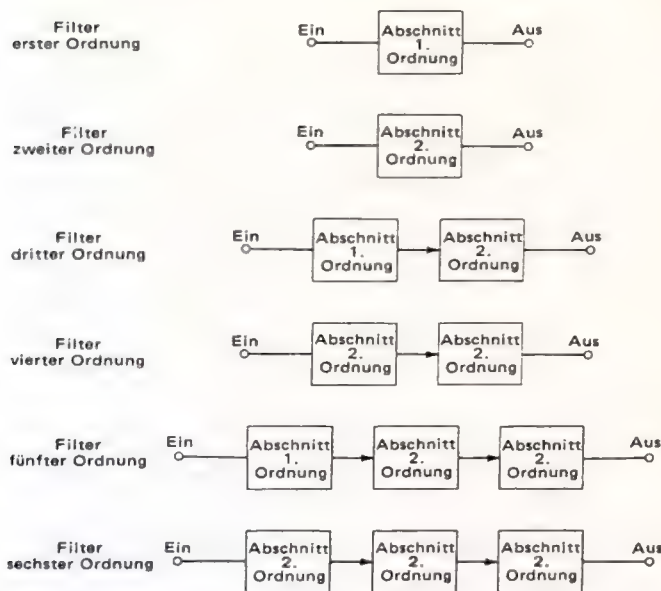 Filter
erster Ordnung
Ein
Abschnitt
1.
Ordnung
Aus
Filter
zweiter Ordnung
Ein
Abschnitt
2.
Ordnung
Aus
Filter
dritter Ordnung
Ein
Abschnitt
1.
Ordnung
Abschnitt
2.
Ordnung
Aus
Filter
vierter Ordnung
Ein
Abschnitt
2.
Ordnung
Abschnitt
2.
Ordnung
Aus
Filter
fünfter Ordnung
Ein
Abschnitt
1.
Ordnung
Abschnitt
2.
Ordnung
Abschnitt
2.
Ordnung
Aus
Filter
sechster Ordnung
Ein
Abschnitt
2.
Ordnung
Abschnitt
2.
Ordnung
Abschnitt
2.
Ordnung
Aus